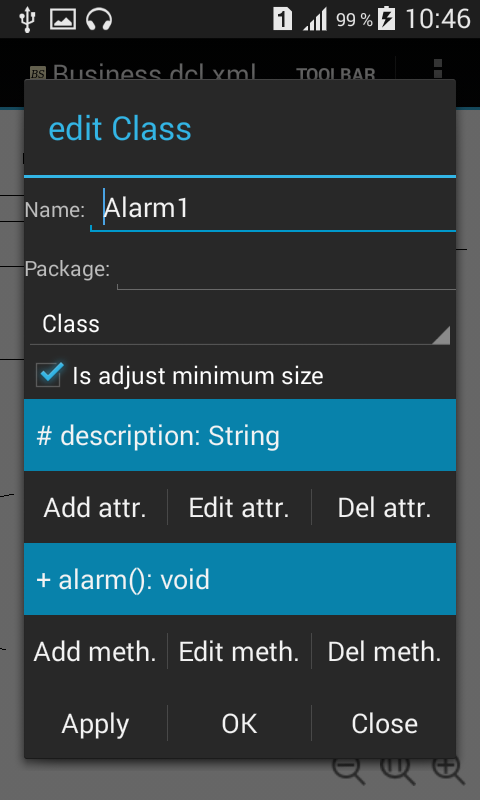 1 99 % 10:46
BS Business.dcl.xml TOOLBAR
edit Class
Name: Alarm1
Package:
Class
Is adjust minimum size
# description: String
Add attr. Edit attr. Del attr.
+ alarm(): void
Add meth. Edit meth. Del meth.
Apply OK Close